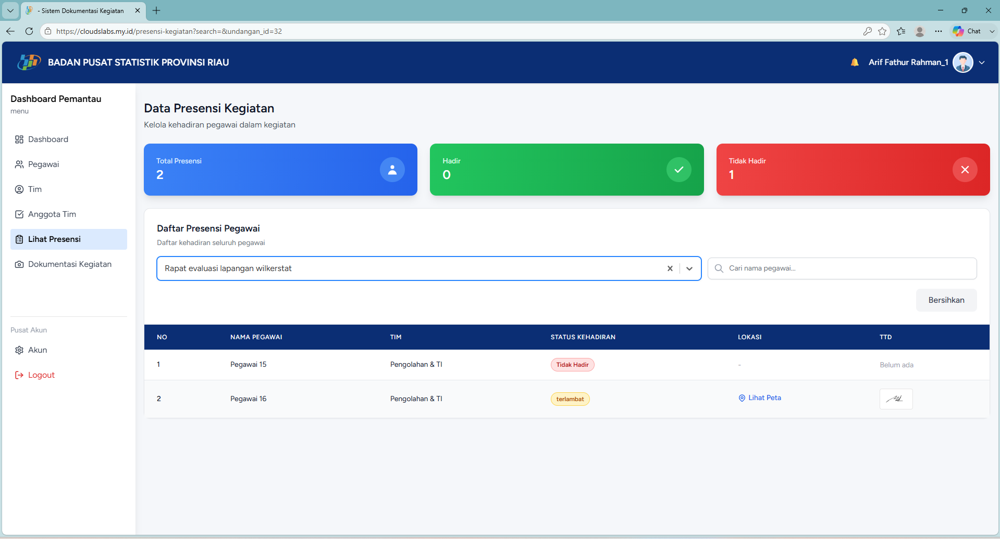 - Sistem Dokumentasi Kegiatan
https://cloudslabs.my.id/presensi-kegiatan?search=&undangan_id=32
Chat
BADAN PUSAT STATISTIK PROVINSI RIAU
Arif Fathur Rahman_1
Dashboard Pemantau
menu
Dashboard
Pegawai
Tim
Anggota Tim
Lihat Presensi
Dokumentasi Kegiatan
Pusat Akun
Akun
Logout
Data Presensi Kegiatan
Kelola kehadiran pegawai dalam kegiatan
Total Presensi
2
Hadir
0
Tidak Hadir
1
Daftar Presensi Pegawai
Daftar kehadiran seluruh pegawai
Rapat evaluasi lapangan wilkerstat
Cari nama pegawai...
Bersihkan
NO NAMA PEGAWAI TIM STATUS KEHADIRAN LOKASI TTD
1 Pegawai 15 Pengolahan & TI Tidak Hadir - Belum ada
2 Pegawai 16 Pengolahan & TI terlambat Lihat Peta